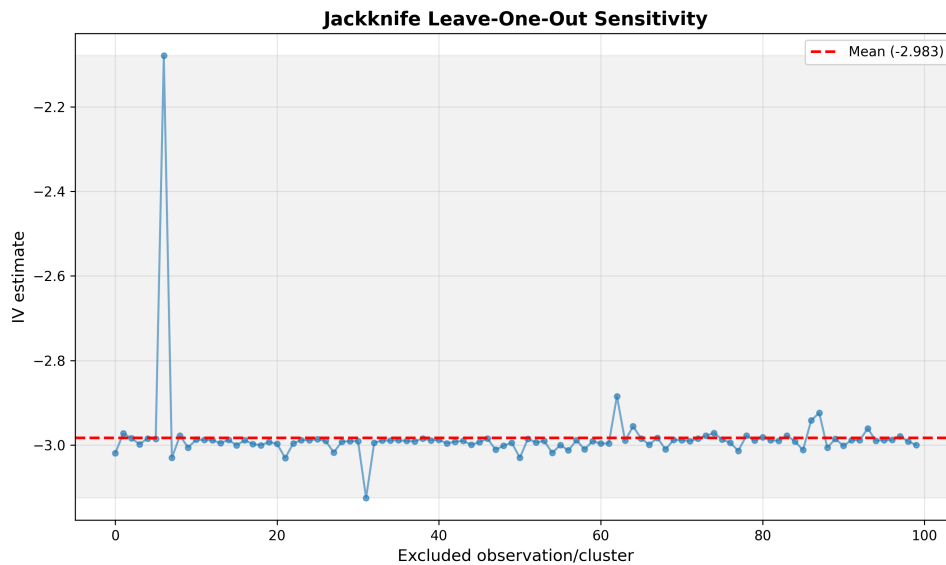 Jackknife Leave-One-Out Sensitivity
Mean (-2.983)
IV estimate
−2.2
−2.4
−2.6
−2.8
−3.0
0 20 40 60 80 100
Excluded observation/cluster